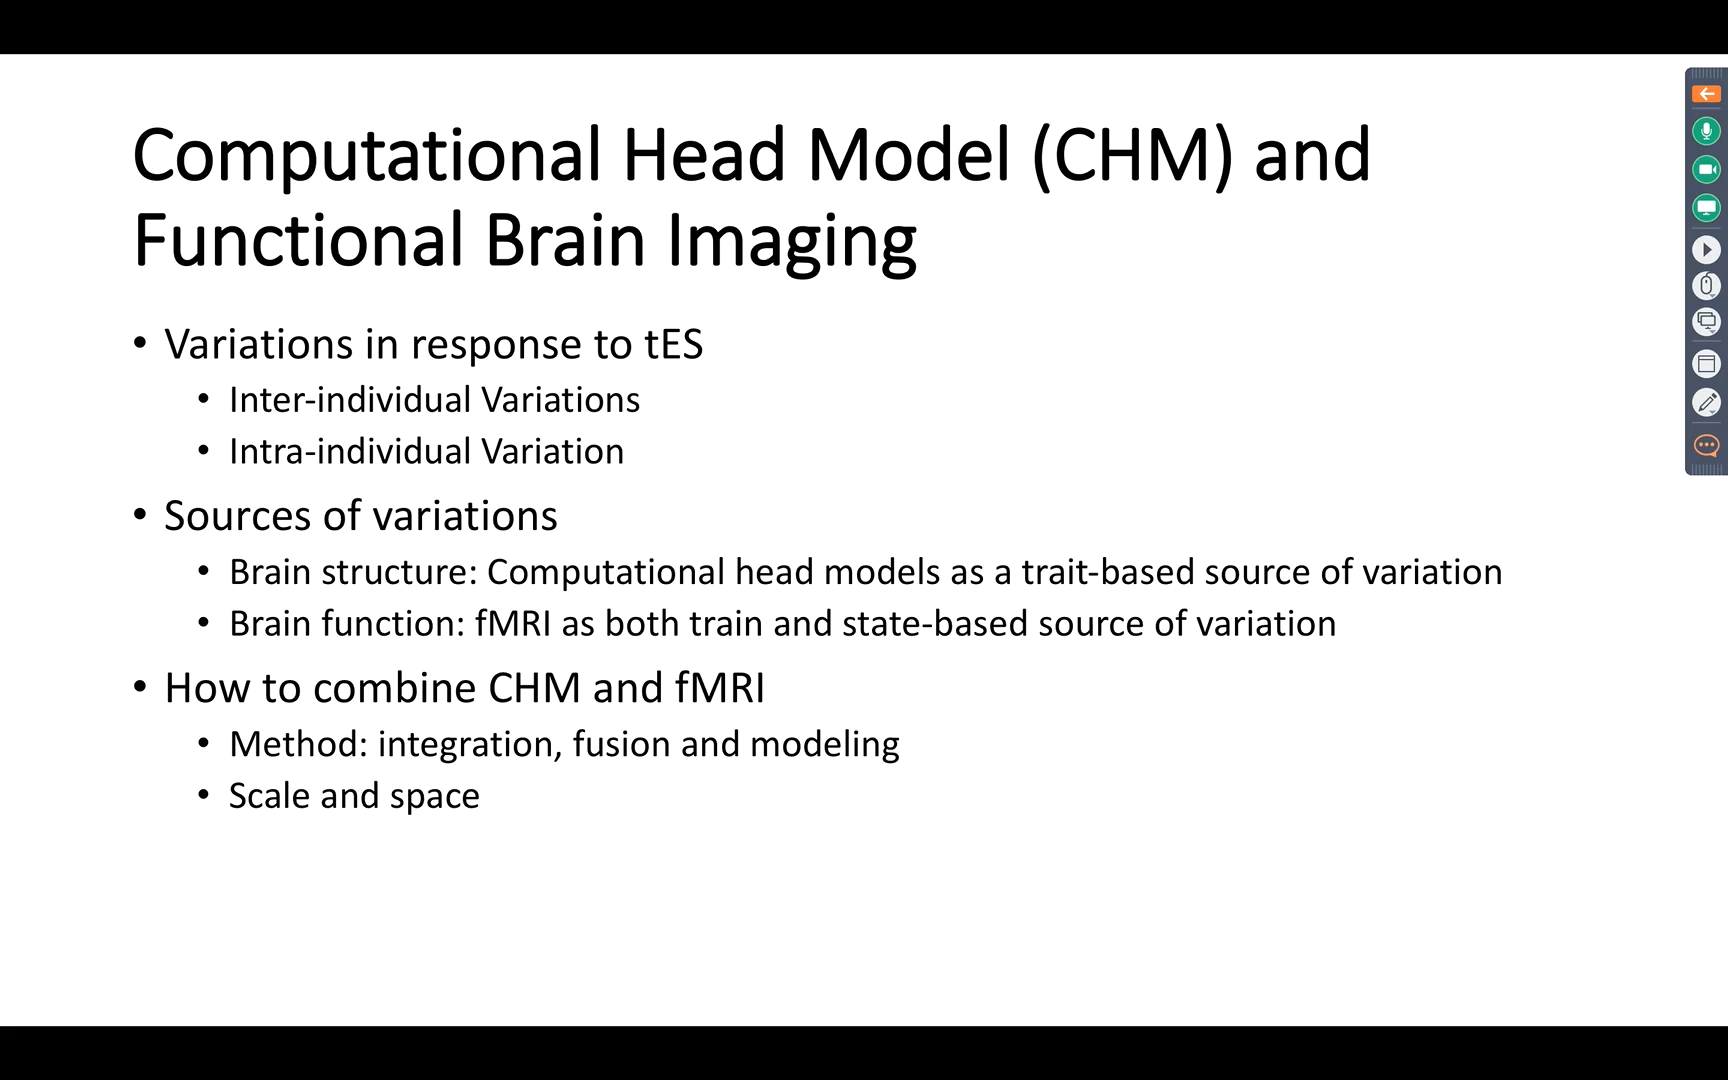 Computational Head Model (CHM) and
Functional Brain Imaging
• Variations in response to tES
• Inter-individual Variations
• Intra-individual Variation
• Sources of variations
• Brain structure: Computational head models as a trait-based source of variation
• Brain function: fMRI as both train and state-based source of variation
• How to combine CHM and fMRI
• Method: integration, fusion and modeling
• Scale and space